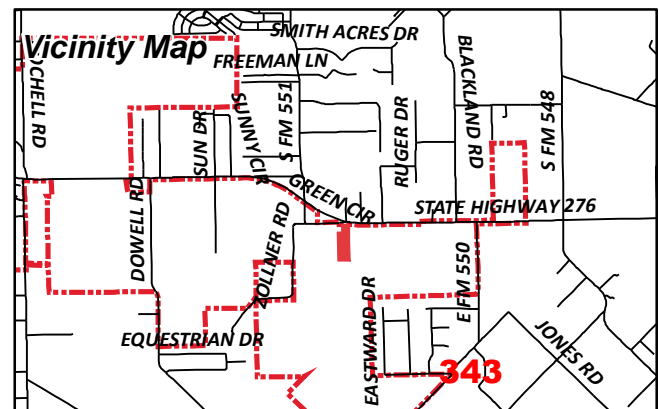 Vicinity Map
SMITH ACRES DR
FREEMAN LN
OCHELL RD
SUN DR
SUNNY CIR
S FM 551
RUGER DR
BLACKLAND RD
S FM 548
GREEN CIR
STATE HIGHWAY 276
DOWELL RD
ZOLLNER RD
E FM 550
EASTWARD DR
EQUESTRIAN DR
JONES RD
343